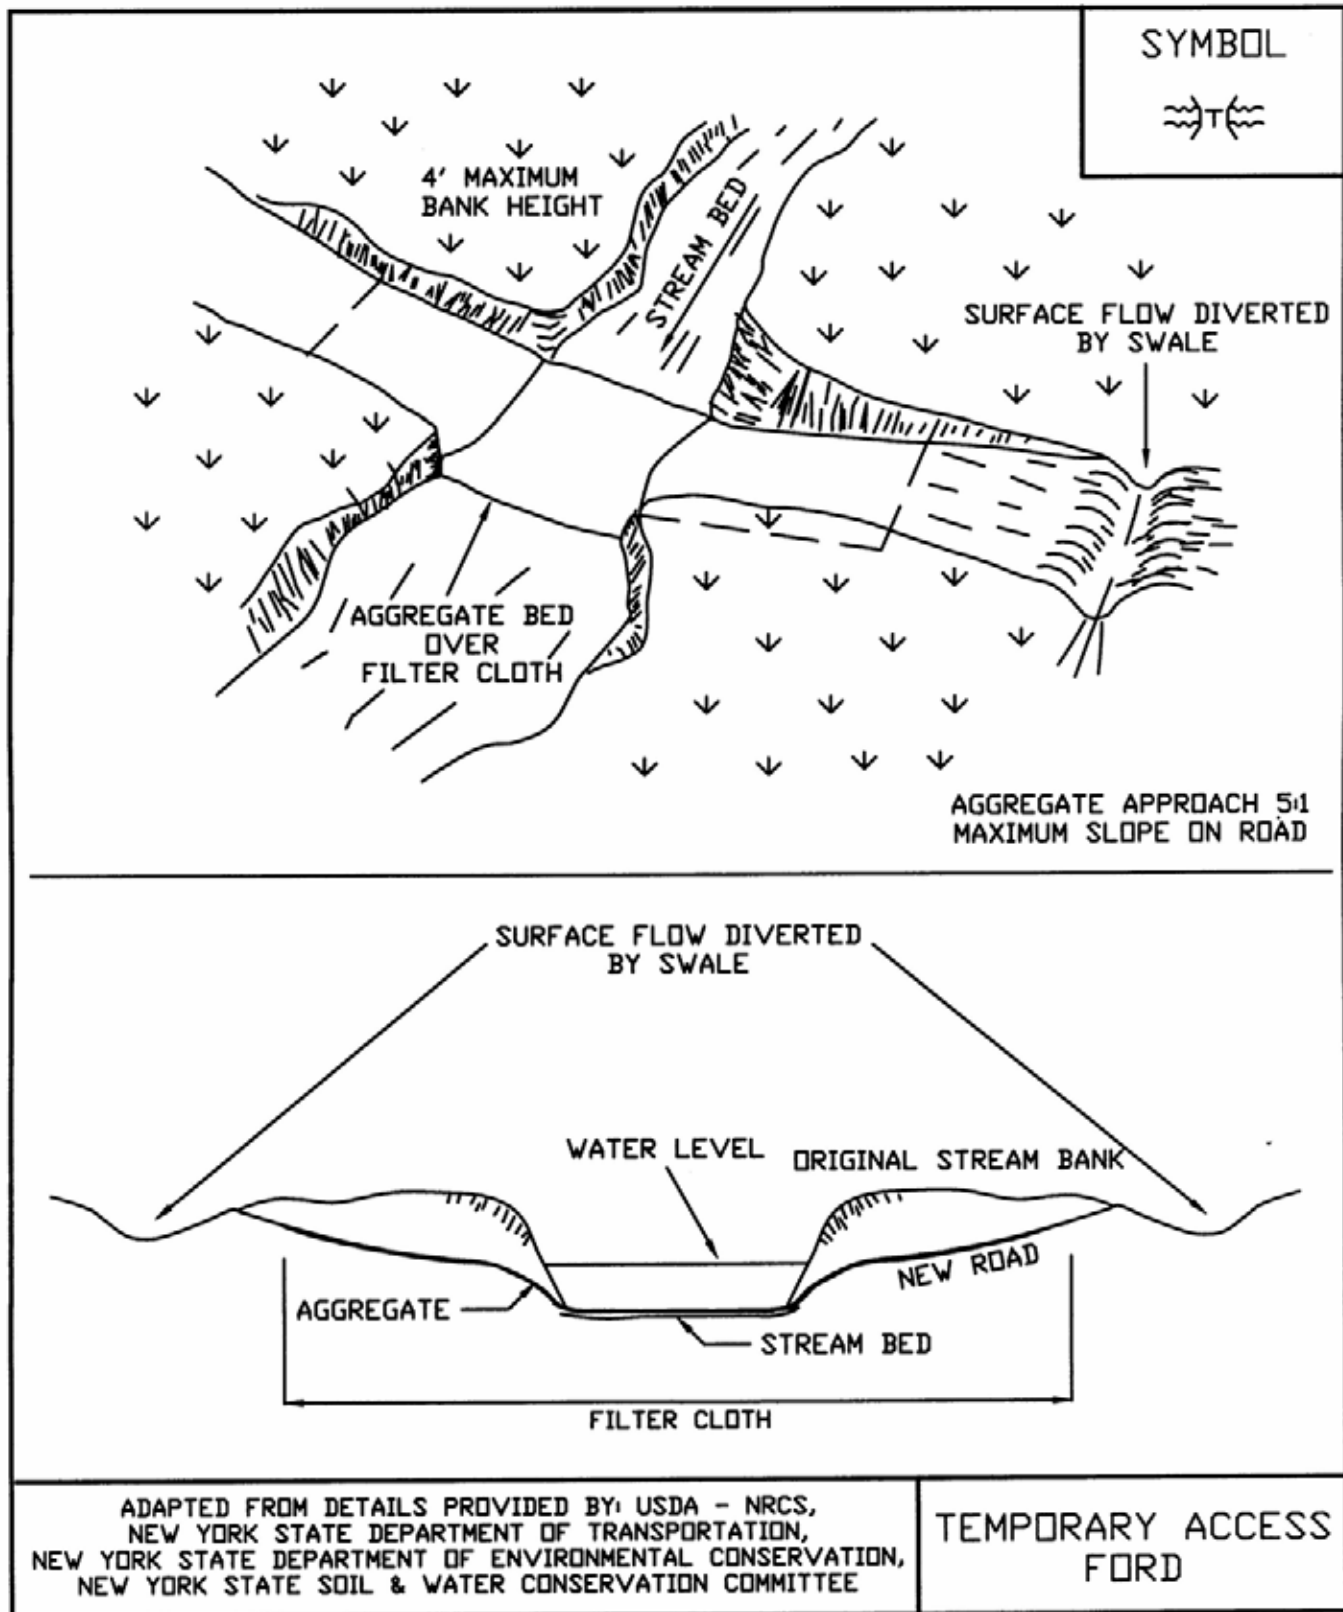 SYMBOL
T
4' MAXIMUM
BANK HEIGHT
STREAM BED
SURFACE FLOW DIVERTED
BY SWALE
AGGREGATE BED
OVER
FILTER CLOTH
AGGREGATE APPROACH 5:1
MAXIMUM SLOPE ON ROAD
SURFACE FLOW DIVERTED
BY SWALE
WATER LEVEL
ORIGINAL STREAM BANK
NEW ROAD
AGGREGATE
STREAM BED
FILTER CLOTH
ADAPTED FROM DETAILS PROVIDED BY: USDA - NRCS,
NEW YORK STATE DEPARTMENT OF TRANSPORTATION,
NEW YORK STATE DEPARTMENT OF ENVIRONMENTAL CONSERVATION,
NEW YORK STATE SOIL & WATER CONSERVATION COMMITTEE
TEMPORARY ACCESS
FORD